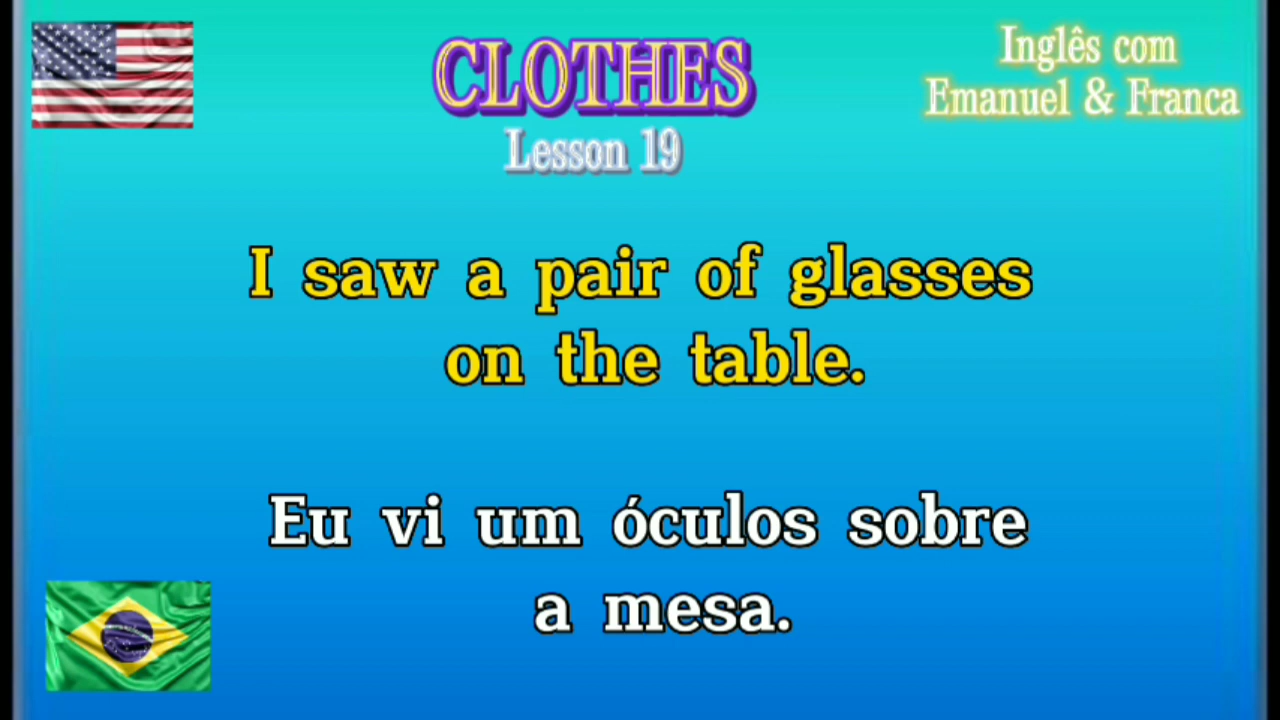 CLOTHES
Lesson 19
Inglês com
Emanuel & Franca
I saw a pair of glasses
on the table.
Eu vi um óculos sobre
a mesa.